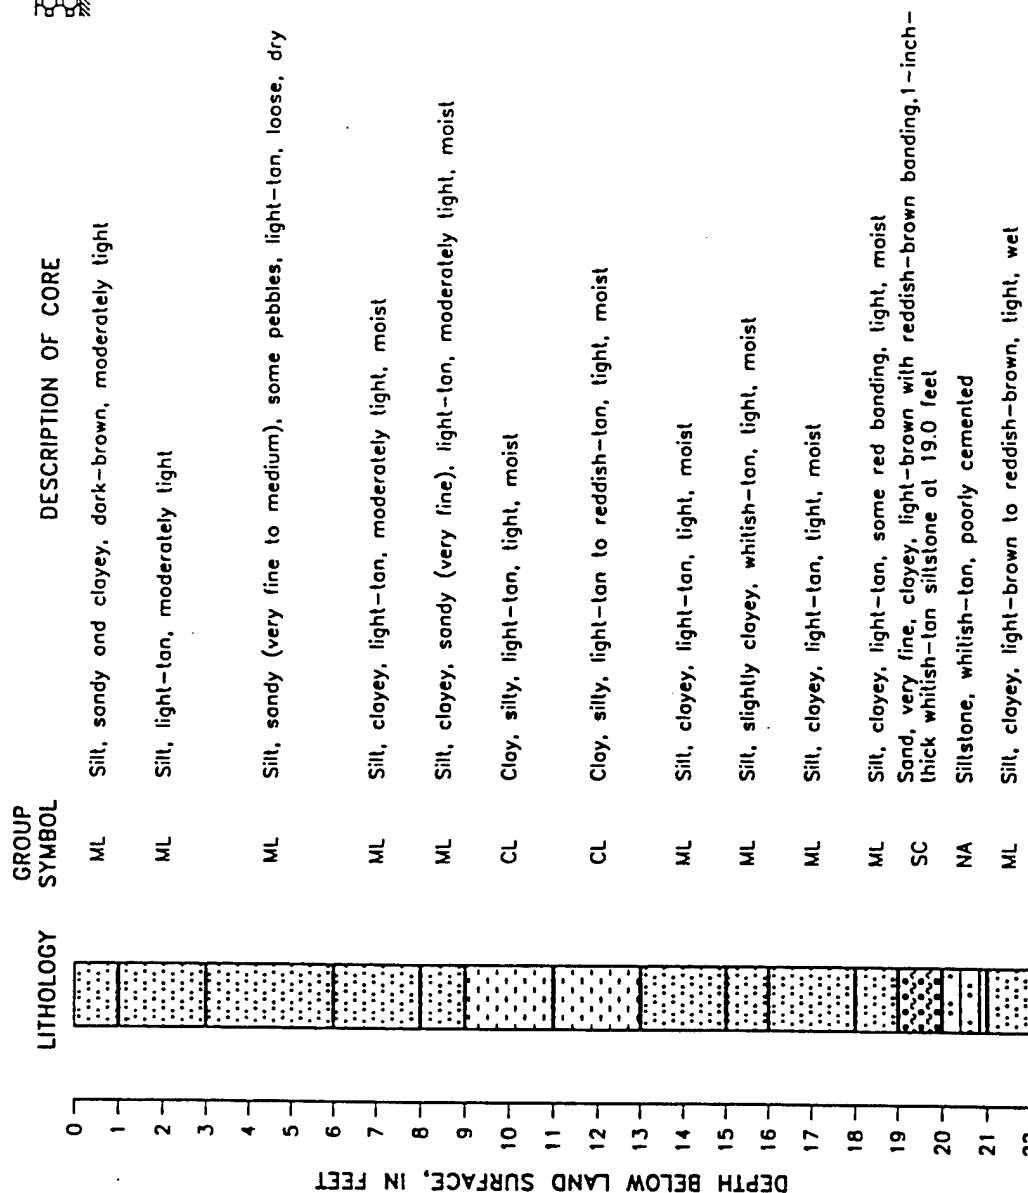 LITHOLOGY
GROUP
SYMBOL
DESCRIPTION OF CORE
DEPTH BELOW LAND SURFACE, IN FEET
0
1
2
3
4
5
6
7
8
9
10
11
12
13
14
15
16
17
18
19
20
21
ML Silt, sandy and clayey, dark-brown, moderately tight
ML Silt, light-tan, moderately tight
ML Silt, sandy (very fine to medium), some pebbles, light-tan, loose, dry
ML Silt, clayey, light-tan, moderately tight, moist
ML Silt, clayey, sandy (very fine), light-tan, moderately tight, moist
CL Clay, silty, light-tan, tight, moist
CL Clay, silty, light-tan to reddish-tan, tight, moist
ML Silt, clayey, light-tan, tight, moist
ML Silt, slightly clayey, whitish-tan, tight, moist
ML Silt, clayey, light-tan, tight, moist
ML Silt, clayey, light-tan, some red banding, tight, moist
SC Sand, very fine, clayey, light-brown with reddish-brown banding,1-inch-
thick whitish-tan siltstone at 19.0 feet
NA Siltstone, whitish-tan, poorly cemented
ML Silt, clayey, light-brown to reddish-brown, tight, wet